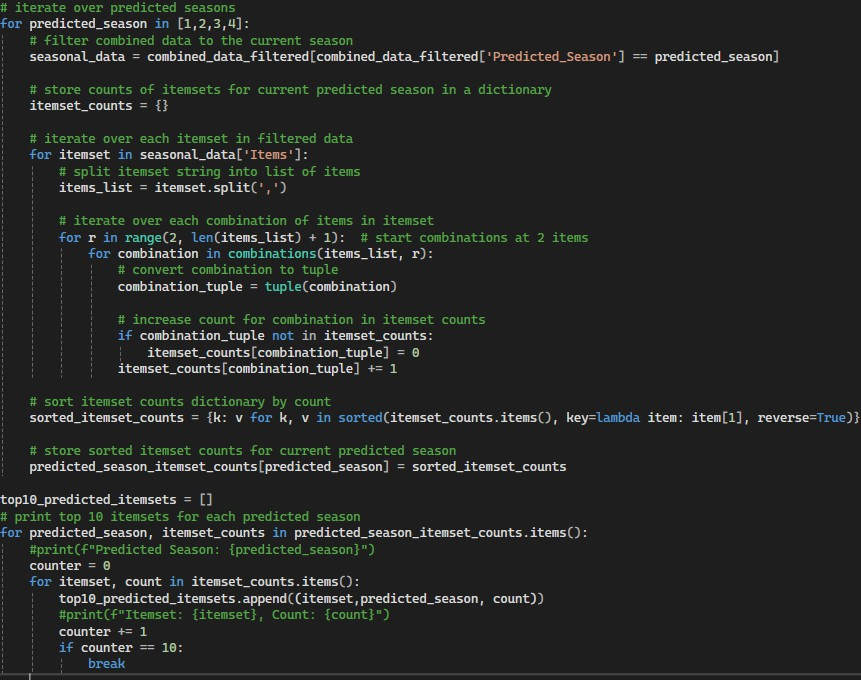 # iterate over predicted seasons
for predicted_season in [1,2,3,4]:
    # filter combined data to the current season
    seasonal_data = combined_data_filtered[combined_data_filtered['Predicted_Season'] == predicted_season]

    # store counts of itemsets for current predicted season in a dictionary
    itemset_counts = {}

    # iterate over each itemset in filtered data
    for itemset in seasonal_data['Items']:
        # split itemset string into list of items
        items_list = itemset.split(',')

        # iterate over each combination of items in itemset
        for r in range(2, len(items_list) + 1):  # start combinations at 2 items
            for combination in combinations(items_list, r):
                # convert combination to tuple
                combination_tuple = tuple(combination)

                # increase count for combination in itemset counts
                if combination_tuple not in itemset_counts:
                    itemset_counts[combination_tuple] = 0
                itemset_counts[combination_tuple] += 1

    # sort itemset counts dictionary by count
    sorted_itemset_counts = {k: v for k, v in sorted(itemset_counts.items(), key=lambda item: item[1], reverse=True)}

    # store sorted itemset counts for current predicted season
    predicted_season_itemset_counts[predicted_season] = sorted_itemset_counts

top10_predicted_itemsets = []
# print top 10 itemsets for each predicted season
for predicted_season, itemset_counts in predicted_season_itemset_counts.items():
    #print(f"Predicted Season: {predicted_season}")
    counter = 0
    for itemset, count in itemset_counts.items():
        top10_predicted_itemsets.append((itemset,predicted_season, count))
        #print(f"Itemset: {itemset}, Count: {count}")
        counter += 1
        if counter == 10:
            break